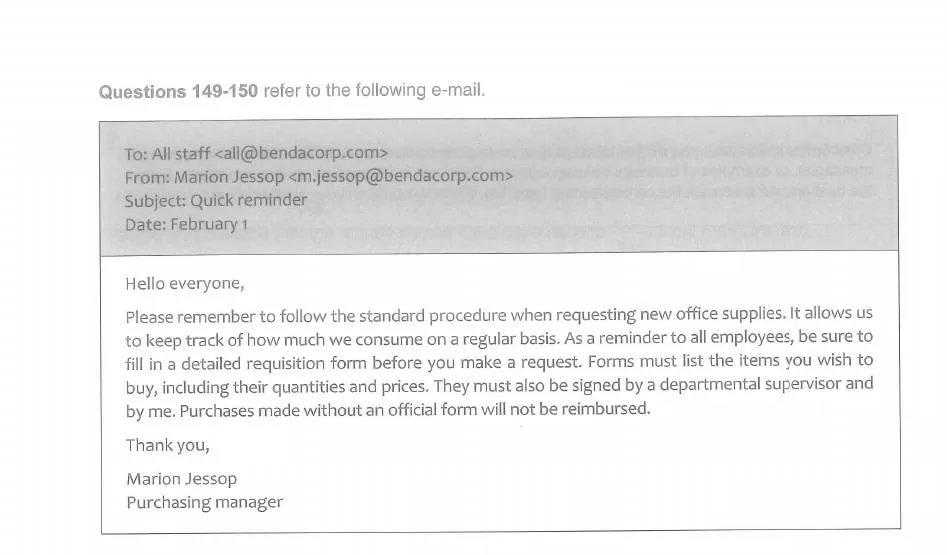 Questions 149-150 refer to the following e-mail.
To: All staff <all@bendacorp.com>
From: Marion Jessop <m.jessop@bendacorp.com>
Subject: Quick reminder
Date: February 1
Hello everyone,
Please remember to follow the standard procedure when requesting new office supplies. It allows us
to keep track of how much we consume on a regular basis. As a reminder to all employees, be sure to
fill in a detailed requisition form before you make a request. Forms must list the items you wish to
buy, including their quantities and prices. They must also be signed by a departmental supervisor and
by me. Purchases made without an official form will not be reimbursed.
Thank you,
Marion Jessop
Purchasing manager